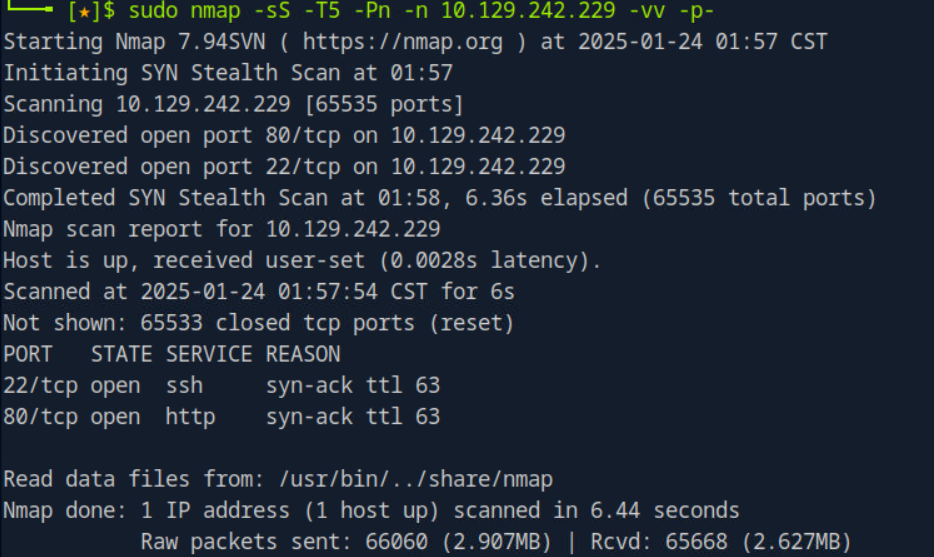 └──╼ [★]$ sudo nmap -sS -T5 -Pn -n 10.129.242.229 -vv -p-
Starting Nmap 7.94SVN ( https://nmap.org ) at 2025-01-24 01:57 CST
Initiating SYN Stealth Scan at 01:57
Scanning 10.129.242.229 [65535 ports]
Discovered open port 80/tcp on 10.129.242.229
Discovered open port 22/tcp on 10.129.242.229
Completed SYN Stealth Scan at 01:58, 6.36s elapsed (65535 total ports)
Nmap scan report for 10.129.242.229
Host is up, received user-set (0.0028s latency).
Scanned at 2025-01-24 01:57:54 CST for 6s
Not shown: 65533 closed tcp ports (reset)
PORT   STATE SERVICE REASON
22/tcp open  ssh     syn-ack ttl 63
80/tcp open  http    syn-ack ttl 63
Read data files from: /usr/bin/../share/nmap
Nmap done: 1 IP address (1 host up) scanned in 6.44 seconds
Raw packets sent: 66060 (2.907MB) | Rcvd: 65668 (2.627MB)